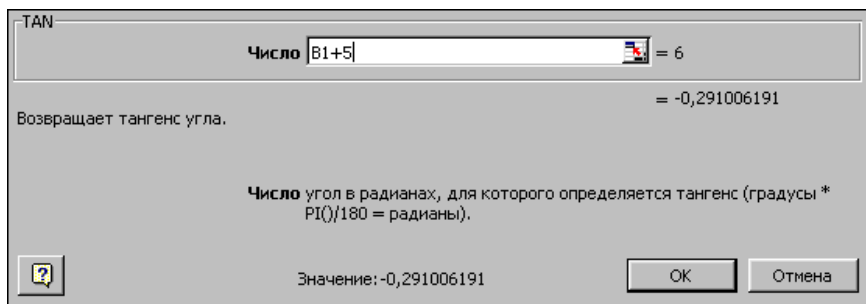 TAN
Число B1+5 = 6
= -0,291006191
Возвращает тангенс угла.
Число угол в радианах, для которого определяется тангенс (градусы *
PI()/180 = радианы).
? Значение:-0,291006191 OK Отмена